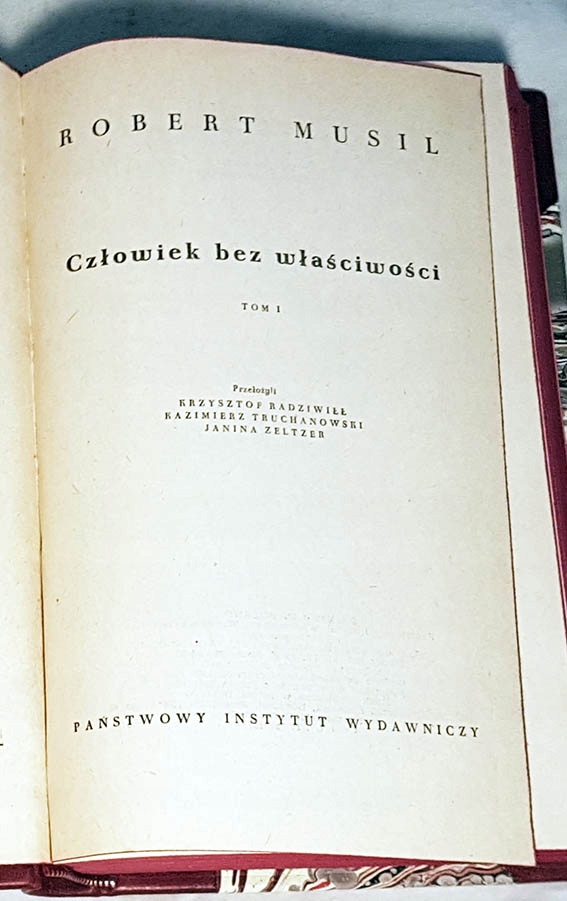 ROBERT MUSIL
Człowiek bez właściwości
TOM I
Przełożyli
KRZYSZTOF RADZIWIŁŁ
KAZIMIERZ TRUCHANOWSKI
JANINA ZELTZER
PAŃSTWOWY INSTYTUT WYDAWNICZY